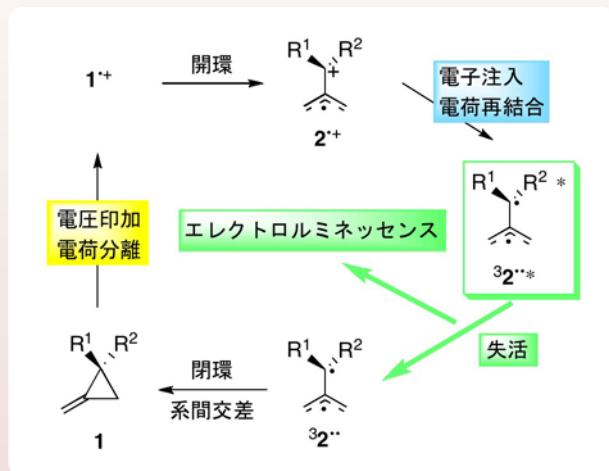 R¹ R²
1•+
開環
+
2•+
電子注入
電荷再結合
R¹ R² *
³2••*
電圧印加
電荷分離
エレクトロルミネッセンス
失活
R¹ R²
1
閉環
系間交差
R¹ R²
³2••